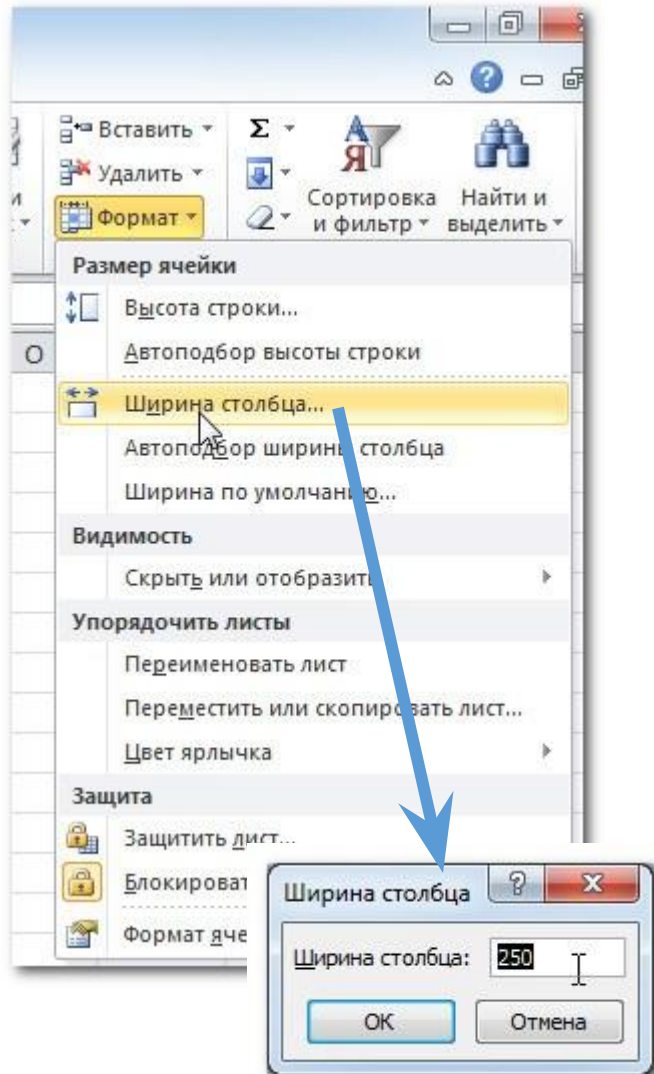 Вставить
Σ
Удалить
Формат
А
Я
Сортировка
и фильтр
Найти и
выделить
Размер ячейки
Высота строки...
О
Автоподбор высоты строки
Ширина столбца...
Автоподбор ширины столбца
Ширина по умолчанию...
Видимость
Скрыть или отобразить
Упорядочить листы
Переименовать лист
Переместить или скопировать лист...
Цвет ярлычка
Защита
Защитить лист...
Блокироват
Формат яче
Ширина столбца
?
Ширина столбца: 250
ОК
Отмена